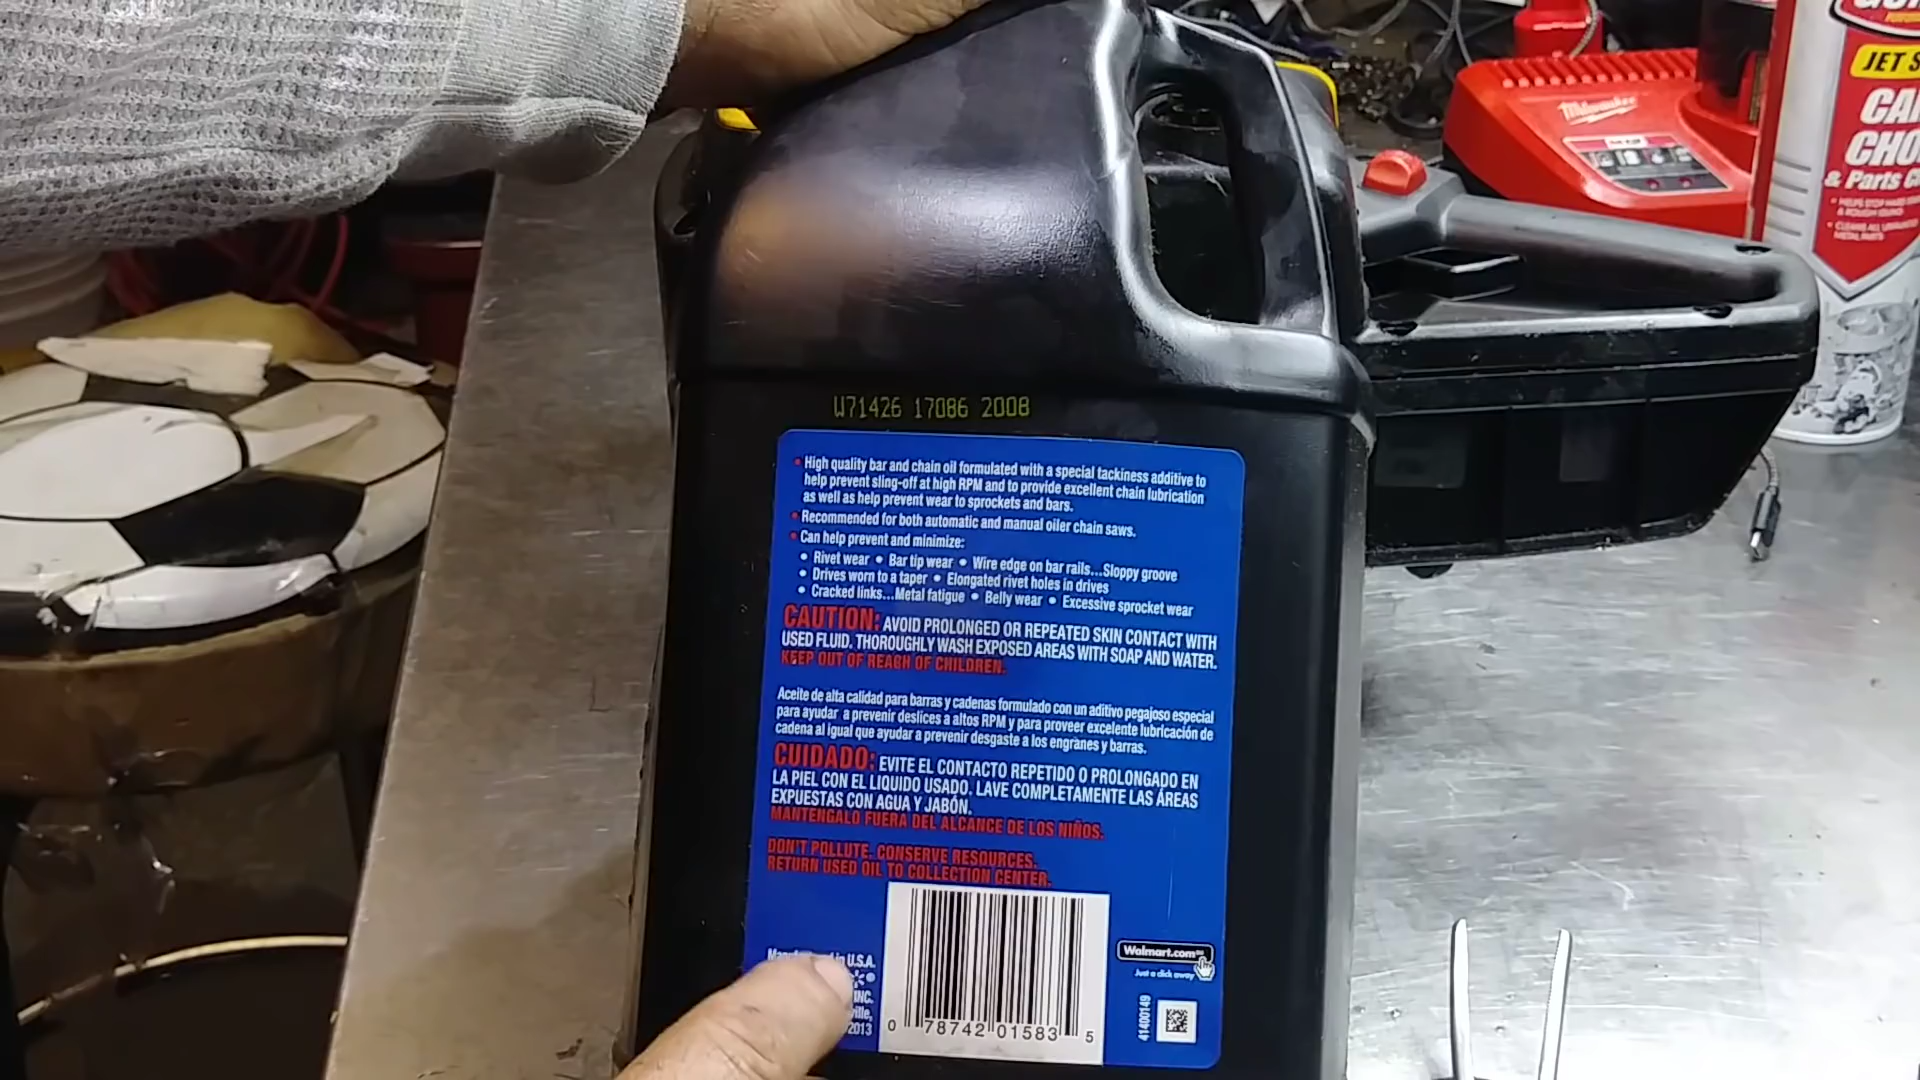 JET S
CA
CHO
& Parts C
Milwaukee
W71426 17086 2008
• High quality bar and chain oil formulated with a special tackiness additive to
help prevent sling-off at high RPM and to provide excellent chain lubrication
as well as help prevent wear to sprockets and bars.
• Recommended for both automatic and manual oiler chain saws.
• Can help prevent and minimize:
• Rivet wear • Bar tip wear • Wire edge on bar rails...Sloppy groove
• Drives worn to a taper • Elongated rivet holes in drives
• Cracked links...Metal fatigue • Belly wear • Excessive sprocket wear
CAUTION: AVOID PROLONGED OR REPEATED SKIN CONTACT WITH
USED FLUID. THOROUGHLY WASH EXPOSED AREAS WITH SOAP AND WATER.
KEEP OUT OF REACH OF CHILDREN.
Aceite de alta calidad para barras y cadenas formulado con un aditivo pegajoso especial
para ayudar a prevenir deslices a altos RPM y para proveer excelente lubricación de
cadena al igual que ayudar a prevenir desgaste a los engranes y barras.
CUIDADO: EVITE EL CONTACTO REPETIDO O PROLONGADO EN
LA PIEL CON EL LIQUIDO USADO. LAVE COMPLETAMENTE LAS ÁREAS
EXPUESTAS CON AGUA Y JABÓN.
MANTENGALO FUERA DEL ALCANCE DE LOS NIÑOS.
DON'T POLLUTE. CONSERVE RESOURCES.
RETURN USED OIL TO COLLECTION CENTER.
in U.S.A.
INC.
ville,
2013
0 78742 01583 5
Walmart.com
Just a click away
41400149